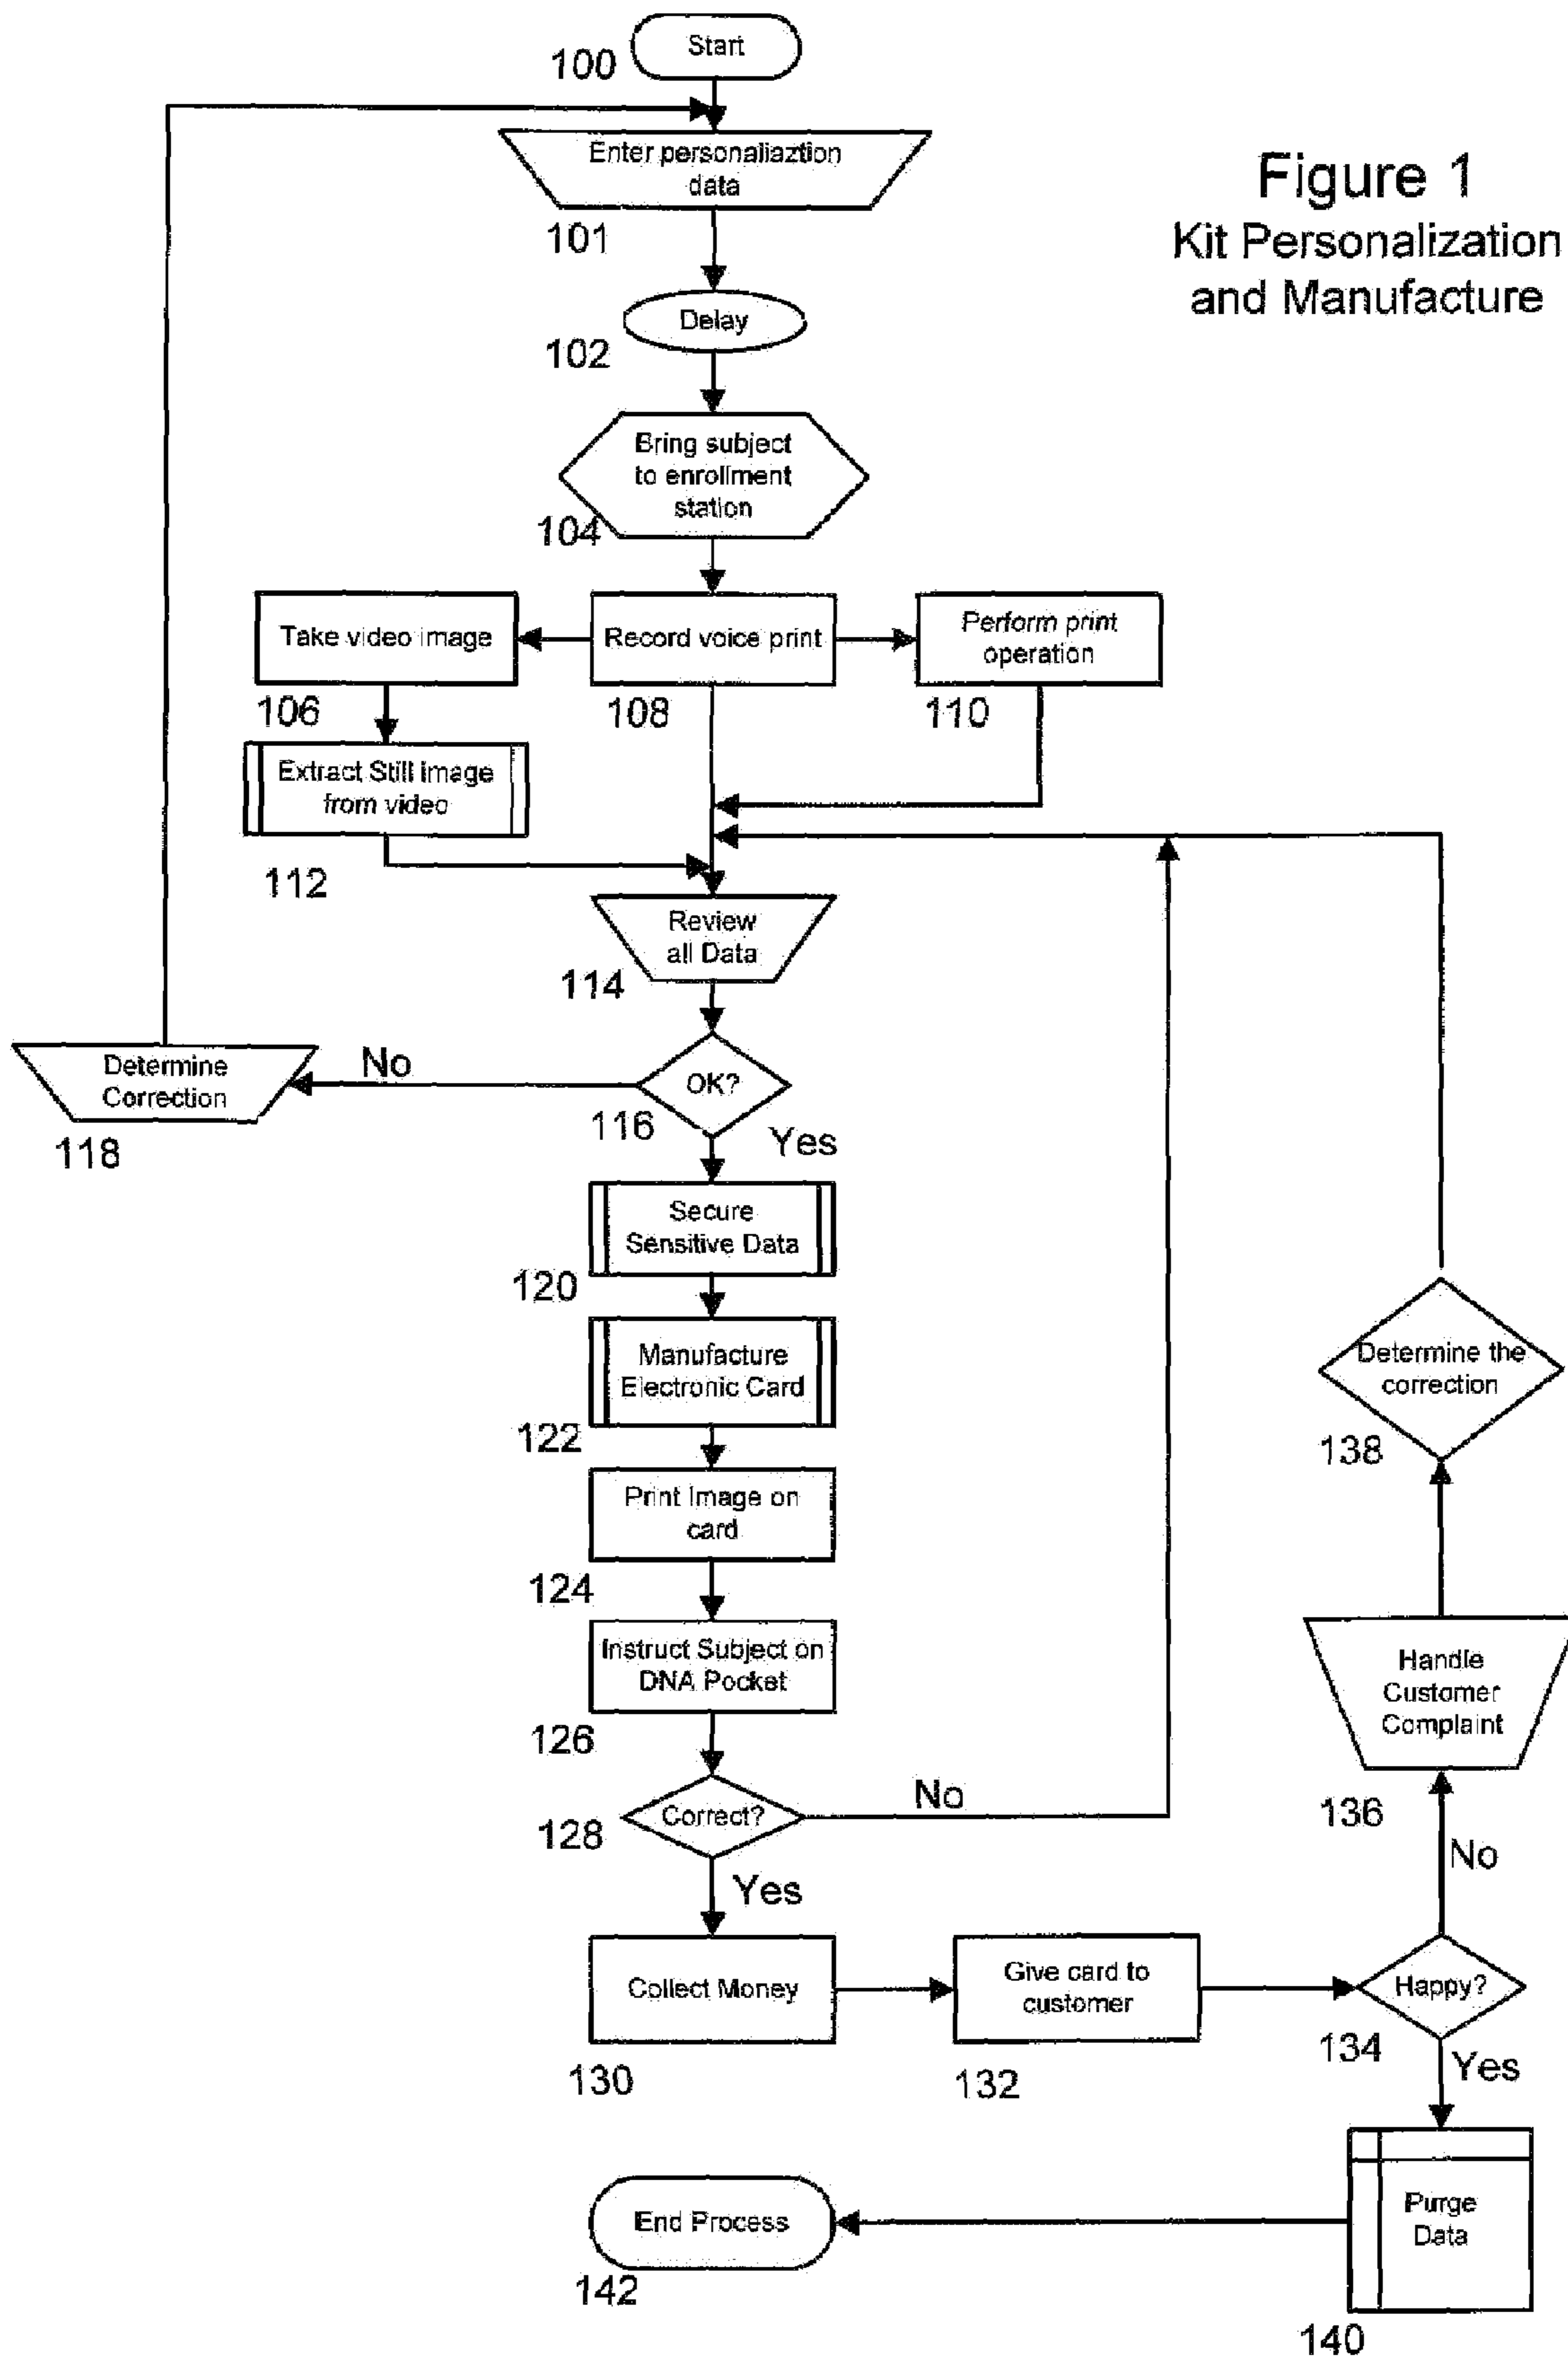 Start
100
Enter personaliaztion
data
101
Figure 1
Kit Personalization
and Manufacture
Delay
102
Bring subject
to enrollment
station
104
Take video image
106
Record voice print
108
Perform print
operation
110
Extract Still Image
from video
112
Review
all Data
114
OK?
116
No
Yes
Determine
Correction
118
Secure
Sensitive Data
120
Manufacture
Electronic Card
122
Print Image on
card
124
Instruct Subject on
DNA Pocket
126
Correct?
128
No
Yes
Collect Money
130
Give card to
customer
132
Happy?
134
No
Yes
Handle
Customer
Complaint
136
Determine the
correction
138
Purge
Data
140
End Process
142